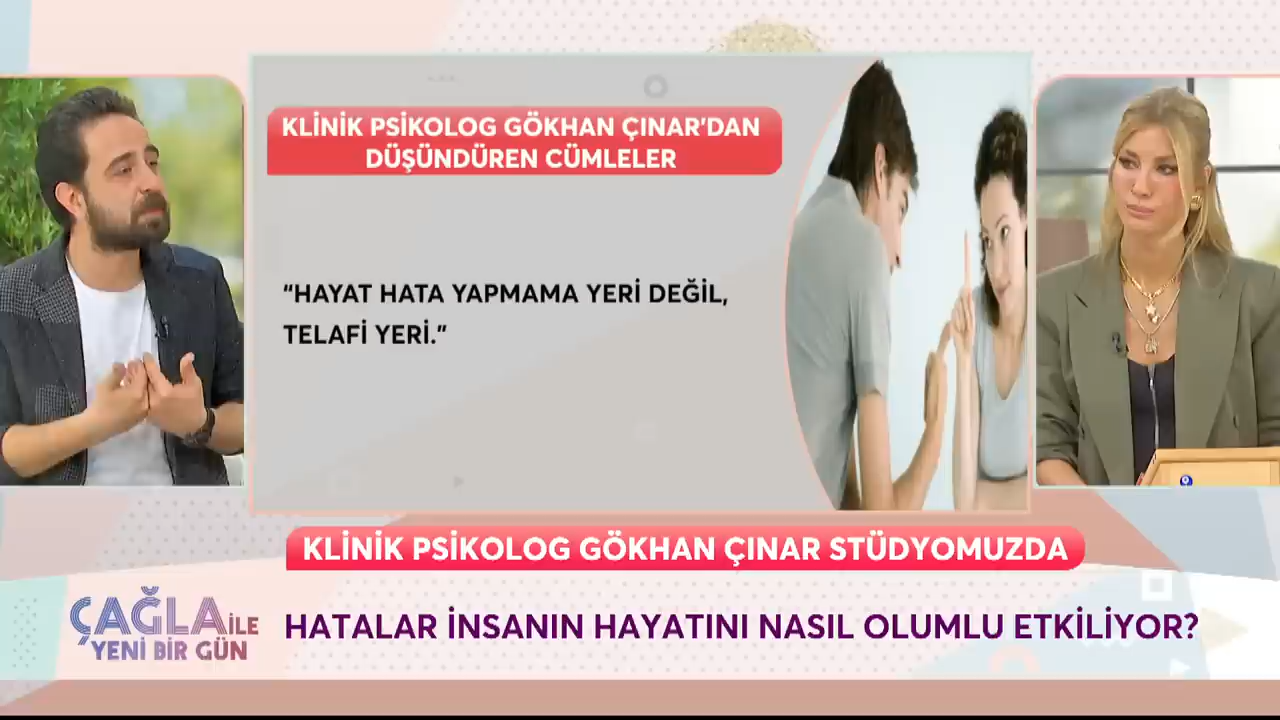 KLİNİK PSİKOLOG GÖKHAN ÇINAR'DAN
DÜŞÜNDÜREN CÜMLELER
"HAYAT HATA YAPMAMA YERİ DEĞİL,
TELAFİ YERİ."
KLİNİK PSİKOLOG GÖKHAN ÇINAR STÜDYOMUZDA
ÇAĞLA İLE
YENİ BİR GÜN
HATALAR İNSANIN HAYATINI NASIL OLUMLU ETKİLİYOR?